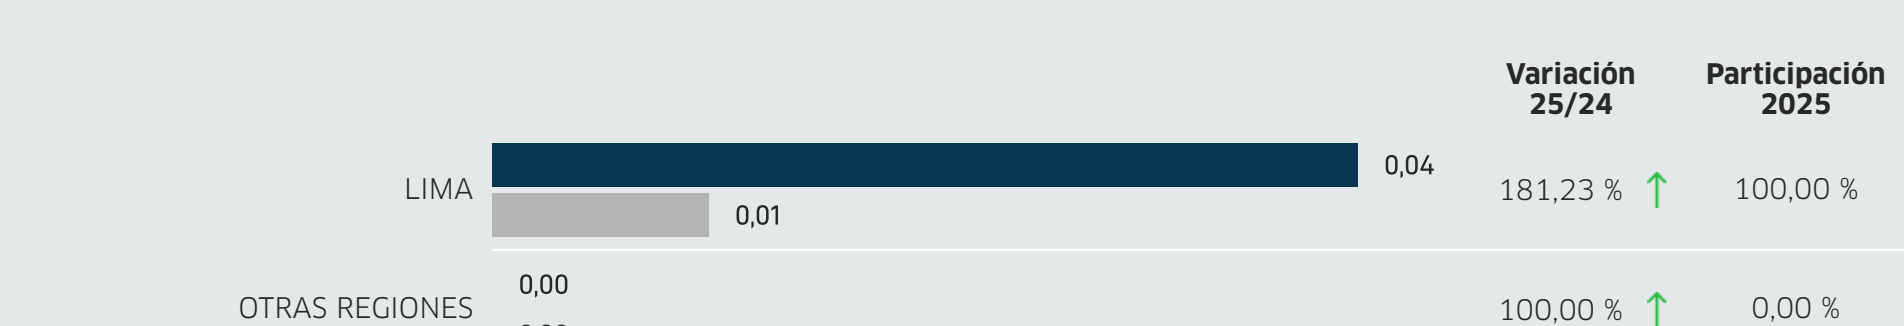 Variación Participación
25/24 2025
0,04
LIMA 181,23 % 100,00 %
0,01
0,00
OTRAS REGIONES 100,00 % 0,00 %